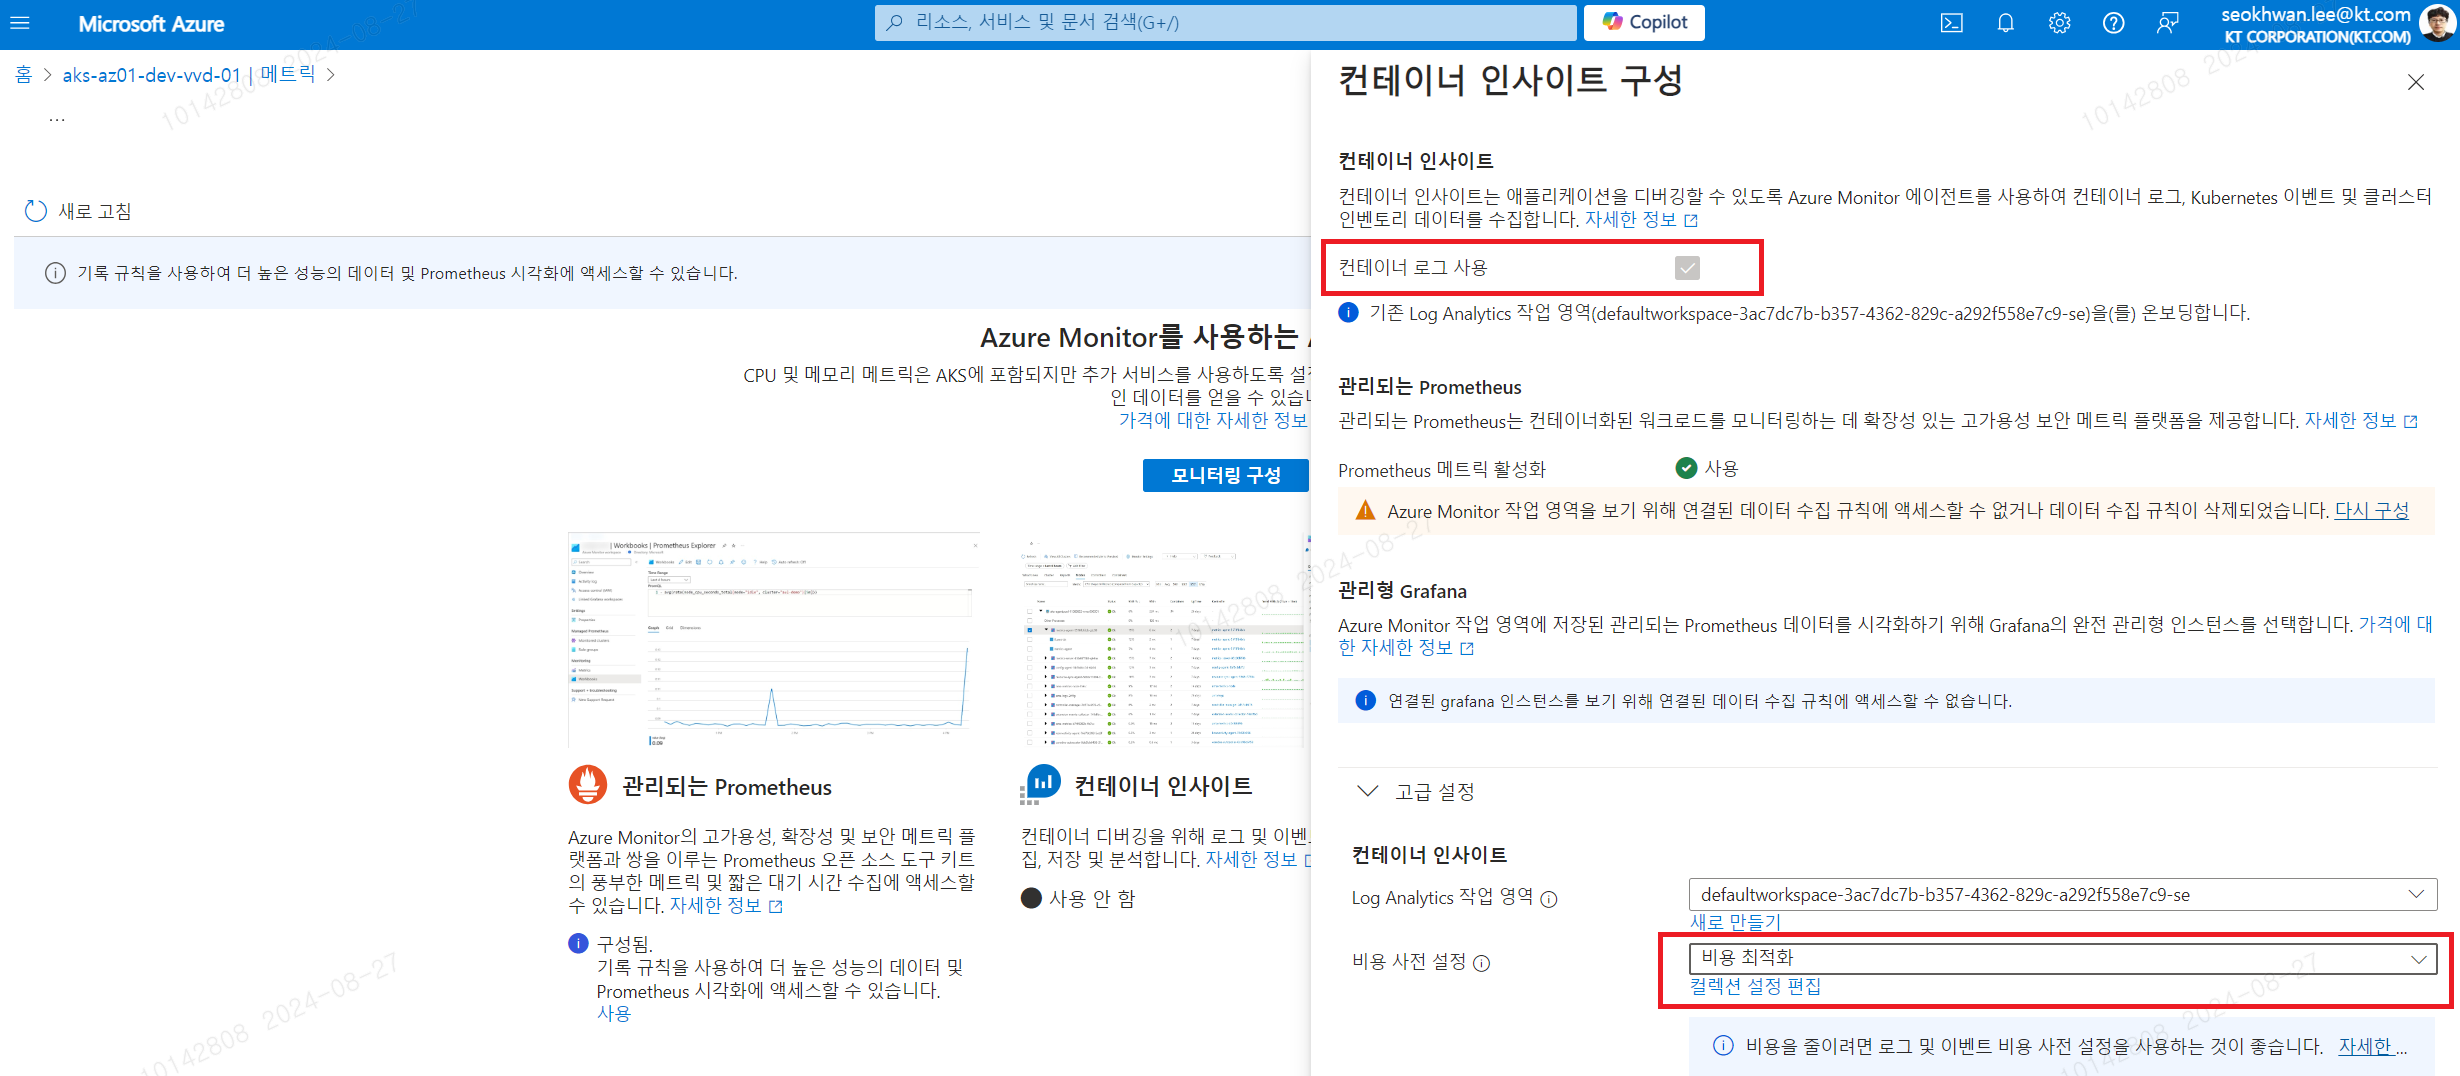 Microsoft Azure
리소스, 서비스 및 문서 검색(G+/)
Copilot
seokhwan.lee@kt.com
KT CORPORATION(KT.COM)
홈 > aks-az01-dev-vvd-01 | 메트릭 >
...
새로 고침
기록 규칙을 사용하여 더 높은 성능의 데이터 및 Prometheus 시각화에 액세스할 수 있습니다.
Azure Monitor를 사용하는
CPU 및 메모리 메트릭은 AKS에 포함되지만 추가 서비스를 사용하도록 설정
인 데이터를 얻을 수 있습니
가격에 대한 자세한 정보
모니터링 구성
Workbooks | Prometheus Explorer
관리되는 Prometheus
Azure Monitor의 고가용성, 확장성 및 보안 메트릭 플
랫폼과 쌍을 이루는 Prometheus 오픈 소스 도구 키트
의 풍부한 메트릭 및 짧은 대기 시간 수집에 액세스할
수 있습니다. 자세한 정보
구성됨.
기록 규칙을 사용하여 더 높은 성능의 데이터 및
Prometheus 시각화에 액세스할 수 있습니다.
사용
컨테이너 인사이트
컨테이너 디버깅을 위해 로그 및 이벤
집, 저장 및 분석합니다. 자세한 정보
사용 안 함
컨테이너 인사이트 구성
컨테이너 인사이트
컨테이너 인사이트는 애플리케이션을 디버깅할 수 있도록 Azure Monitor 에이전트를 사용하여 컨테이너 로그, Kubernetes 이벤트 및 클러스터
인벤토리 데이터를 수집합니다. 자세한 정보
컨테이너 로그 사용
기존 Log Analytics 작업 영역(defaultworkspace-3ac7dc7b-b357-4362-829c-a292f558e7c9-se)을(를) 온보딩합니다.
관리되는 Prometheus
관리되는 Prometheus는 컨테이너화된 워크로드를 모니터링하는 데 확장성 있는 고가용성 보안 메트릭 플랫폼을 제공합니다. 자세한 정보
Prometheus 메트릭 활성화 사용
Azure Monitor 작업 영역을 보기 위해 연결된 데이터 수집 규칙에 액세스할 수 없거나 데이터 수집 규칙이 삭제되었습니다. 다시 구성
관리형 Grafana
Azure Monitor 작업 영역에 저장된 관리되는 Prometheus 데이터를 시각화하기 위해 Grafana의 완전 관리형 인스턴스를 선택합니다. 가격에 대
한 자세한 정보
연결된 grafana 인스턴스를 보기 위해 연결된 데이터 수집 규칙에 액세스할 수 없습니다.
고급 설정
컨테이너 인사이트
Log Analytics 작업 영역 defaultworkspace-3ac7dc7b-b357-4362-829c-a292f558e7c9-se
새로 만들기
비용 사전 설정 비용 최적화
컬렉션 설정 편집
비용을 줄이려면 로그 및 이벤트 비용 사전 설정을 사용하는 것이 좋습니다. 자세한 ...
10142808 2024-08-27
10142808 2024-08-27
10142808 2024-08-27
10142808 2024-08-27